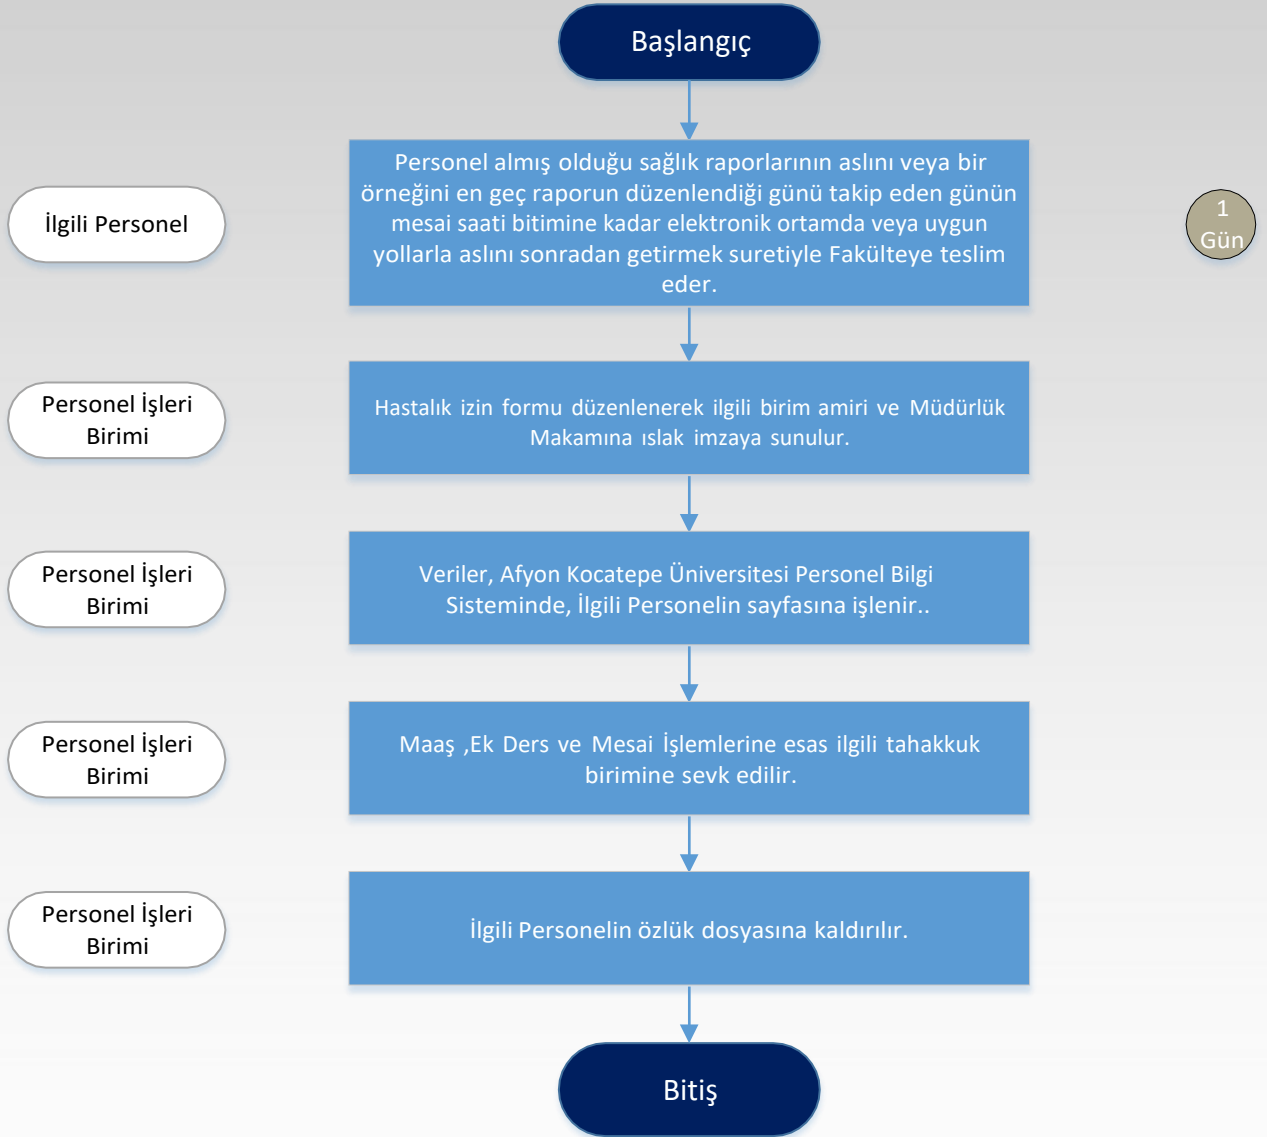 Başlangıç
İlgili Personel
Personel almış olduğu sağlık raporlarının aslını veya bir
örneğini en geç raporun düzenlendiği günü takip eden günün
mesai saati bitimine kadar elektronik ortamda veya uygun
yollarla aslını sonradan getirmek suretiyle Fakülteye teslim
eder.
1
Gün
Personel İşleri
Birimi
Hastalık izin formu düzenlenerek ilgili birim amiri ve Müdürlük
Makamına ıslak imzaya sunulur.
Personel İşleri
Birimi
Veriler, Afyon Kocatepe Üniversitesi Personel Bilgi
Sisteminde, İlgili Personelin sayfasına işlenir..
Personel İşleri
Birimi
Maaş ,Ek Ders ve Mesai İşlemlerine esas ilgili tahakkuk
birimine sevk edilir.
Personel İşleri
Birimi
İlgili Personelin özlük dosyasına kaldırılır.
Bitiş